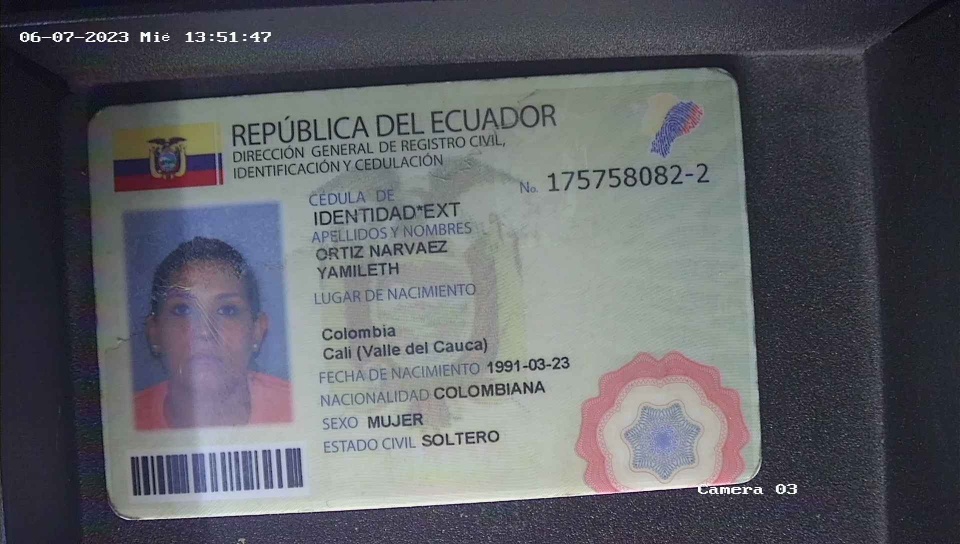 06-07-2023 Mié 13:51:47
REPÚBLICA DEL ECUADOR
DIRECCIÓN GENERAL DE REGISTRO CIVIL,
IDENTIFICACIÓN Y CEDULACIÓN
No. 175758082-2
CÉDULA DE
IDENTIDAD*EXT
APELLIDOS Y NOMBRES
ORTIZ NARVAEZ
YAMILETH
LUGAR DE NACIMIENTO
Colombia
Cali (Valle del Cauca)
FECHA DE NACIMIENTO 1991-03-23
NACIONALIDAD COLOMBIANA
SEXO MUJER
ESTADO CIVIL SOLTERO
Camera 03